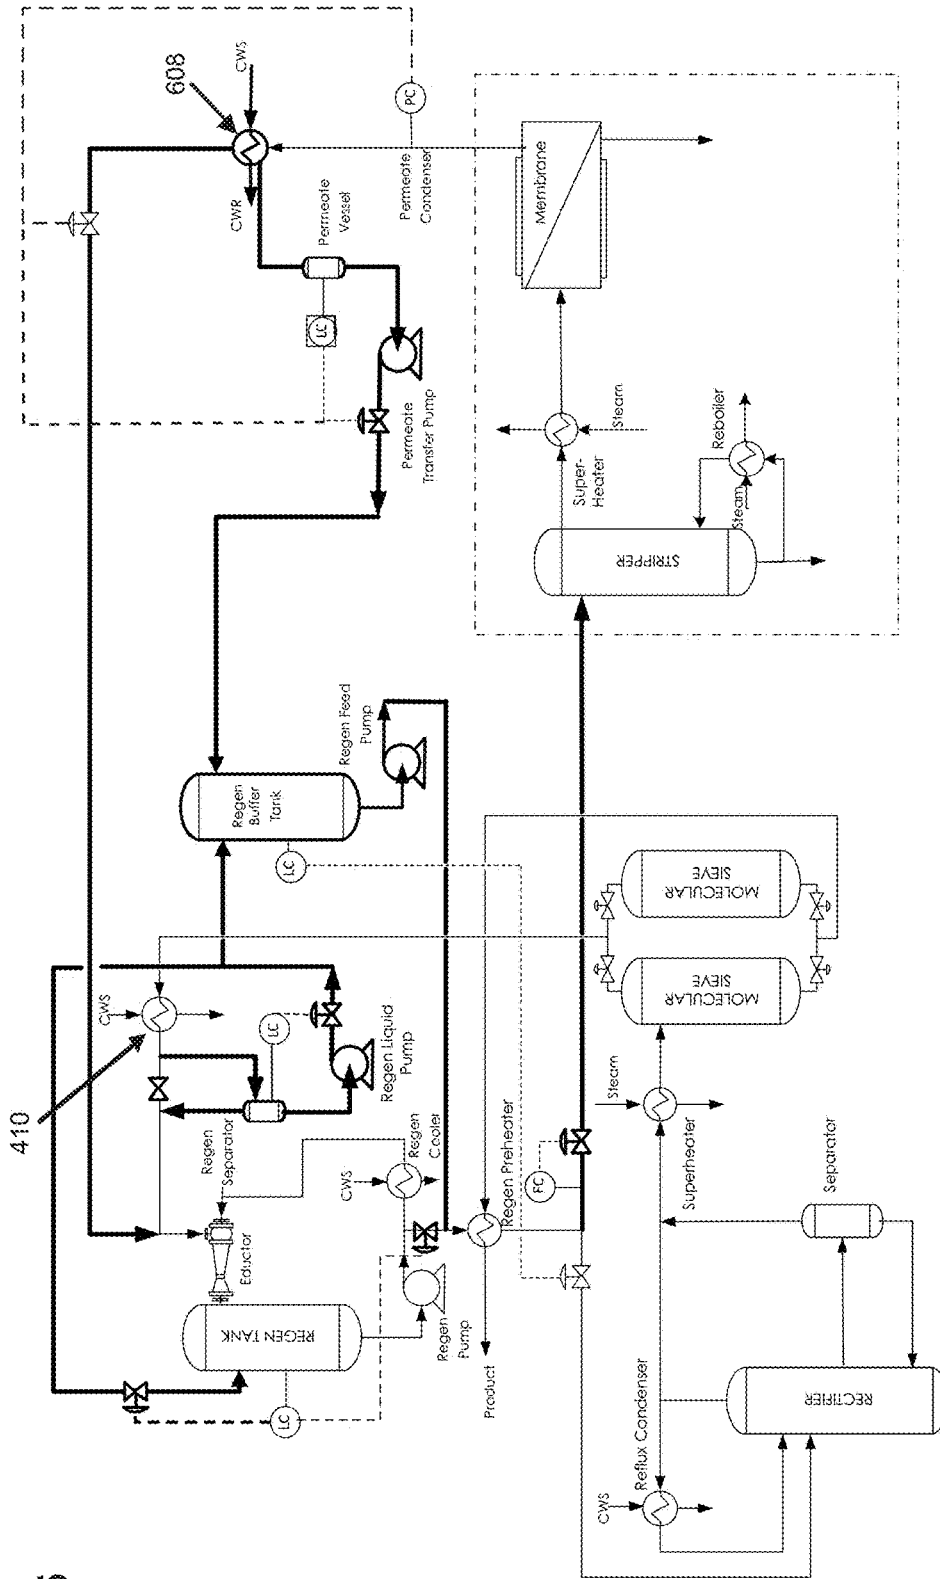 608
CWS
CWR
PC
Permeate
Condenser
Permeate
Vessel
LC
Permeate
Transfer Pump
Membrane
Steam
Super-
Heater
Reboiler
Steam
STRIPPER
Regen Feed
Pump
Regen
Buffer
Tank
LC
410
CWS
LC
Regen Liquid
Pump
Regen
Separator
Eductor
CWS
Regen
Cooler
REGEN TANK
LC
Regen
Pump
Regen Preheater
Product
FC
MOLECULAR
SIEVE
MOLECULAR
SIEVE
Steam
Superheater
Separator
RECTIFIER
Reflux Condenser
CWS